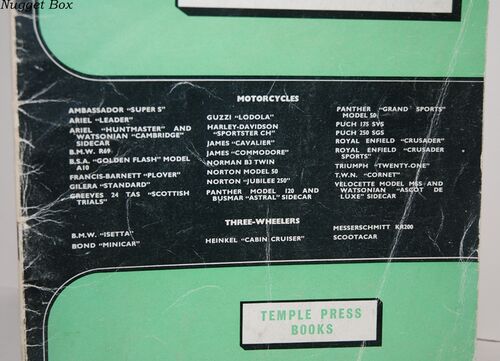 Nugget Box
MOTORCYCLES
AMBASSADOR "SUPER S"
ARIEL "LEADER"
ARIEL "HUNTMASTER" AND
WATSONIAN "CAMBRIDGE"
SIDECAR
B.M.W. R69
B.S.A. "GOLDEN FLASH" MODEL
A10
FRANCIS-BARNETT "PLOVER"
GILERA "STANDARD"
GREEVES 24 TAS "SCOTTISH
TRIALS"
GUZZI "LODOLA"
HARLEY-DAVIDSON
"SPORTSTER CH"
JAMES "CAVALIER"
JAMES "COMMODORE"
NORMAN B3 TWIN
NORTON MODEL 50
NORTON "JUBILEE 250"
PANTHER MODEL 120 AND
BUSMAR "ASTRAL" SIDECAR
PANTHER "GRAND SPORTS"
MODEL 50
PUCH 175 SVS
PUCH 250 SGS
ROYAL ENFIELD "CRUSADER"
ROYAL ENFIELD "CRUSADER
SPORTS"
TRIUMPH "TWENTY-ONE"
T.W.N. "CORNET"
VELOCETTE MODEL MSS AND
WATSONIAN "ASCOT DE
LUXE" SIDECAR
THREE-WHEELERS
B.M.W. "ISETTA"
BOND "MINICAR"
HEINKEL "CABIN CRUISER"
MESSERSCHMITT KR200
SCOOTACAR
TEMPLE PRESS
BOOKS